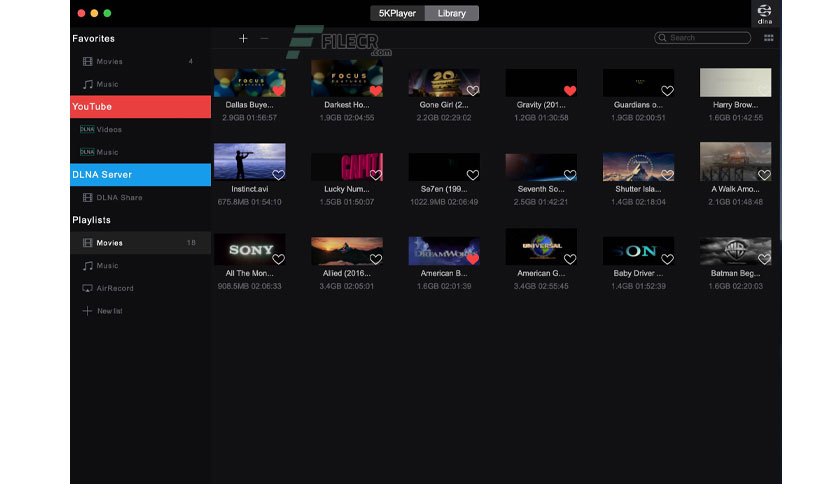 5KPlayer Library
dlna
Favorites
Movies 4
Music
YouTube
DLNA Videos
DLNA Music
DLNA Server
DLNA Share
Playlists
Movies 18
Music
AirRecord
New list
FILECR
.com
Search
FOCUS
FEATURES
FOCUS
FEATURES
20
Dallas Buye... Darkest Ho... Gone Girl (2... Gravity (201... Guardians o... Harry Brow...
2.9GB 01:56:57 1.9GB 02:04:55 2.2GB 02:29:02 1.2GB 01:30:58 1.9GB 02:00:51 1.6GB 01:42:55
CAPIT
Paramount
Instinct.avi Lucky Num... Se7en (199... Seventh So... Shutter Isla... A Walk Amo...
675.8MB 01:54:10 1.5GB 01:50:07 1022.9MB 02:06:49 2.5GB 01:42:21 1.4GB 02:18:04 2.1GB 01:48:48
SONY DREAMWORK UNIVERSAL SON
All The Mon... Allied (2016... American B... American G... Baby Driver ... Batman Beg...
908.5MB 02:06:33 3.4GB 02:05:01 1.6GB 02:01:39 3.4GB 02:55:45 1.4GB 01:52:39 1.6GB 02:20:03